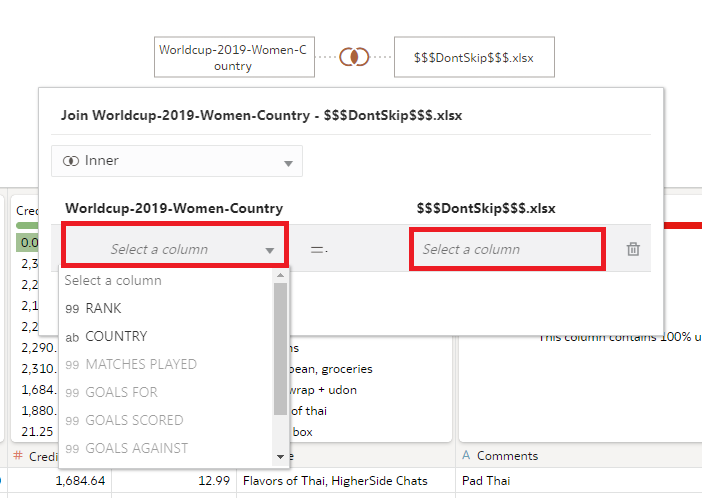 Worldcup-2019-Women-C
ountry
$$$DontSkip$$$.xlsx
Join Worldcup-2019-Women-Country - $$$DontSkip$$$.xlsx
Inner
Worldcup-2019-Women-Country
$$$DontSkip$$$.xlsx
Select a column
=.
Select a column
Select a column
99 RANK
ab COUNTRY
99 MATCHES PLAYED
99 GOALS FOR
99 GOALS SCORED
99 GOALS AGAINST
Cred
0.0
2,3
2,2
2,1
2,2
2,290.
2,310.
1,684.
1,880.
21.25
This column contains 100% u
ns
bean, groceries
wrap + udon
of thai
box
# Credi
e
A Comments
1,684.64
12.99
Flavors of Thai, HigherSide Chats
Pad Thai